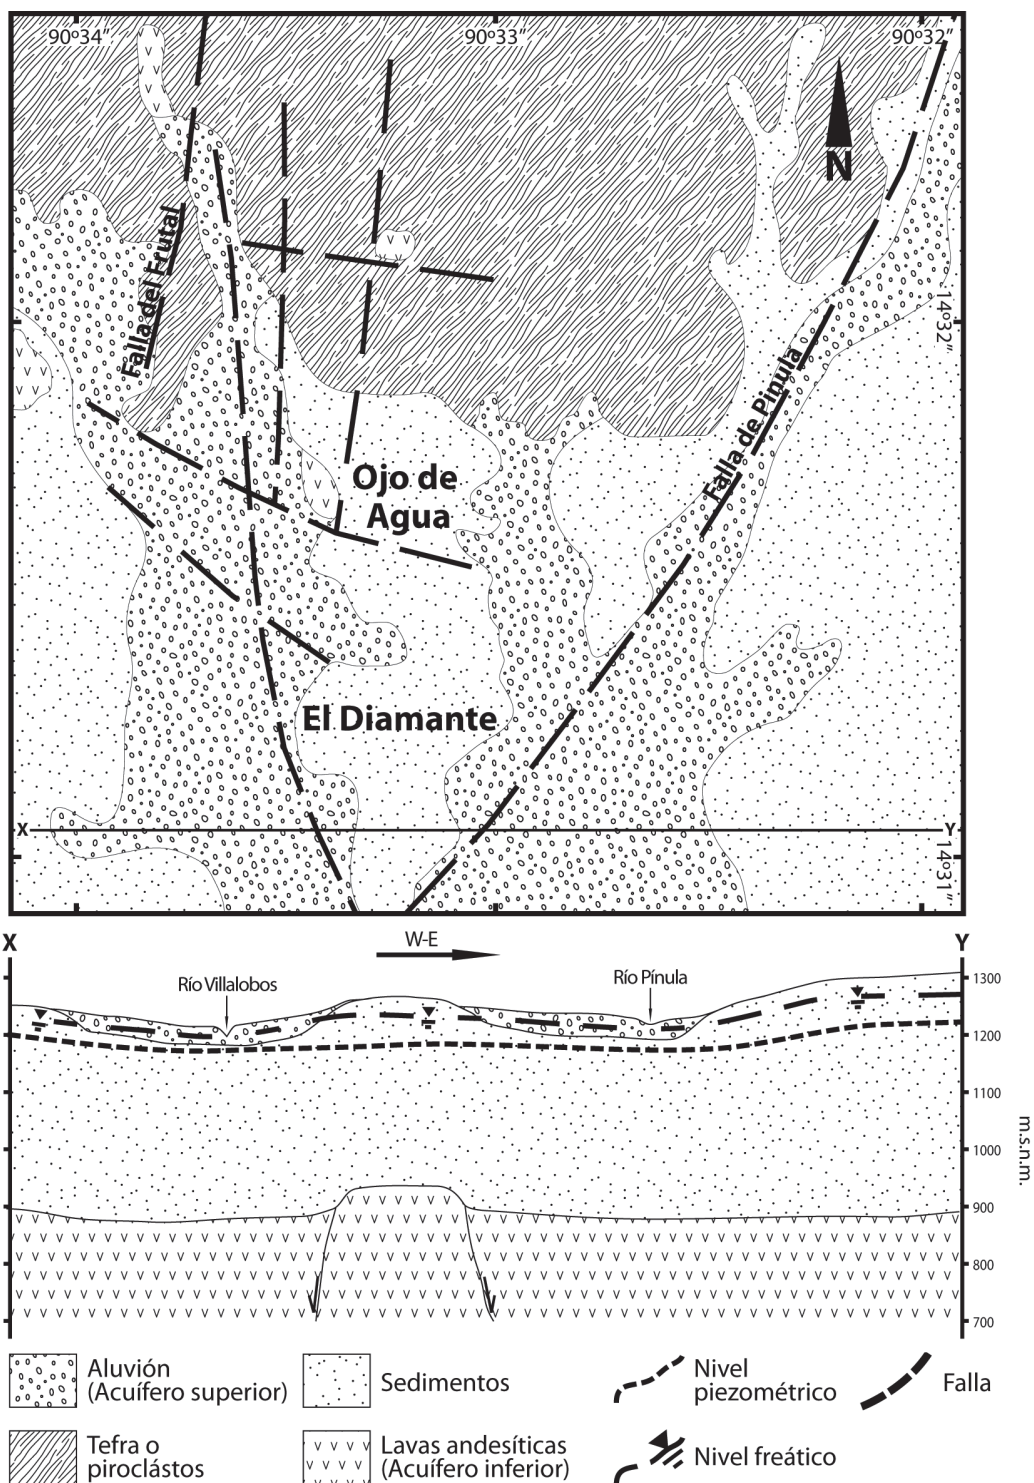 90º34″
90º33″
90º32″
N
Falla del Frutal
14º32″
Falla de Pinula
Ojo de
Agua
El Diamante
X
Y
14º31″
X
W-E
Y
Río Villalobos
Río Pínula
1300
1200
1100
1000
900
800
700
m.s.n.m.
Aluvión
(Acuífero superior)
Sedimentos
Nivel
piezométrico
Falla
Tefra o
piroclástos
Lavas andesíticas
(Acuífero inferior)
Nivel freático